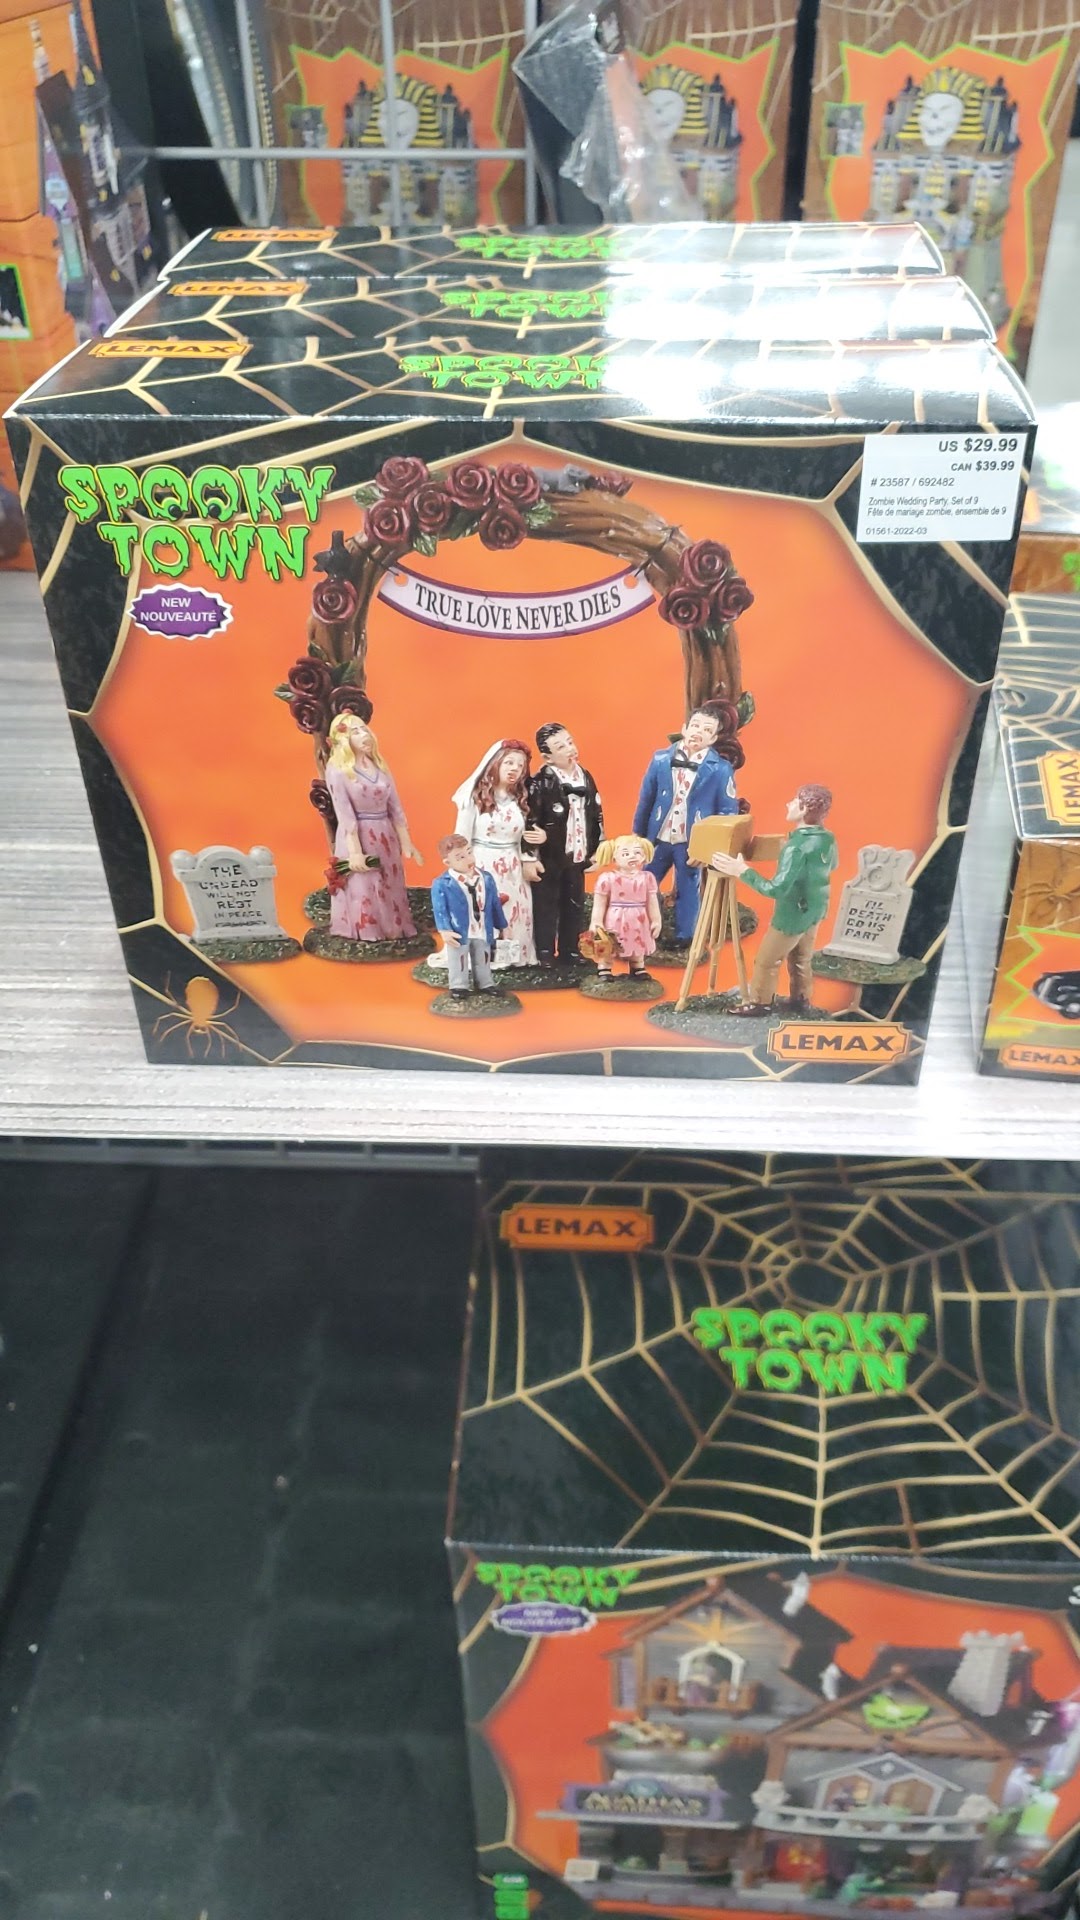 LEMAX
SPOOKY
TOWN
LEMAX
SPOOKY
TOWN
LEMAX
SPOOKY
TOWN
SPOOKY
TOWN
NEW
NOUVEAUTÉ
US $29.99
CAN $39.99
# 23587 / 692482
Zombie Wedding Party, Set of 9
Fête de mariage zombie, ensemble de 9
01561-2022-03
TRUE LOVE NEVER DIES
THE
UNDEAD
WILL NOT
REST
IN PEACE
TIL
DEATH
DO US
PART
LEMAX
LEMAX
LEMAX
LEMAX
SPOOKY
TOWN
SPOOKY
TOWN
NEW
NOUVEAUTÉ
AGATHA'S